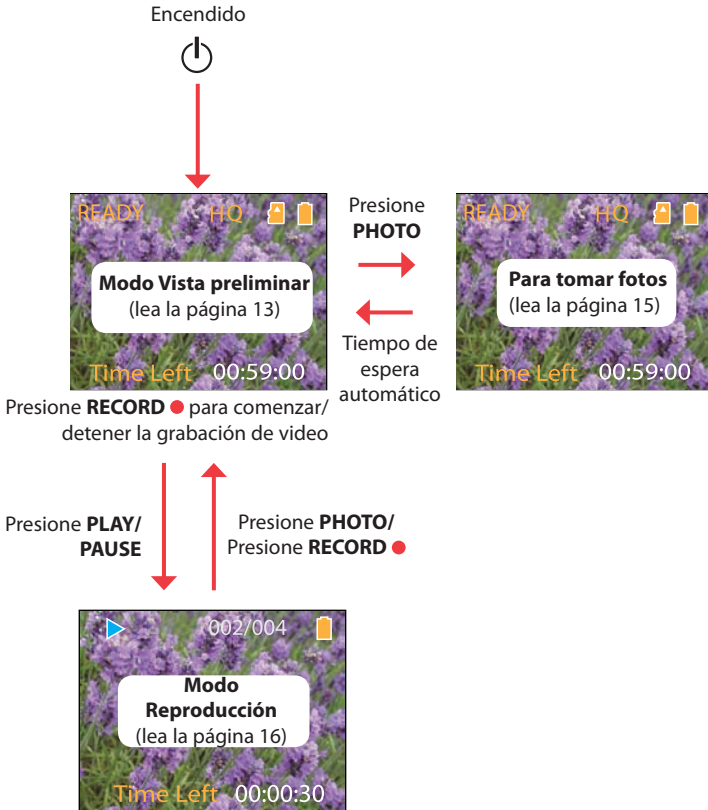 Encendido
READY HQ
Modo Vista preliminar
(lea la página 13)
Time Left 00:59:00
Presione
PHOTO
Tiempo de
espera
automático
READY HQ
Para tomar fotos
(lea la página 15)
Time Left 00:59:00
Presione RECORD ● para comenzar/
detener la grabación de video
Presione PLAY/
PAUSE
Presione PHOTO/
Presione RECORD ●
002/004
Modo
Reproducción
(lea la página 16)
Time Left 00:00:30